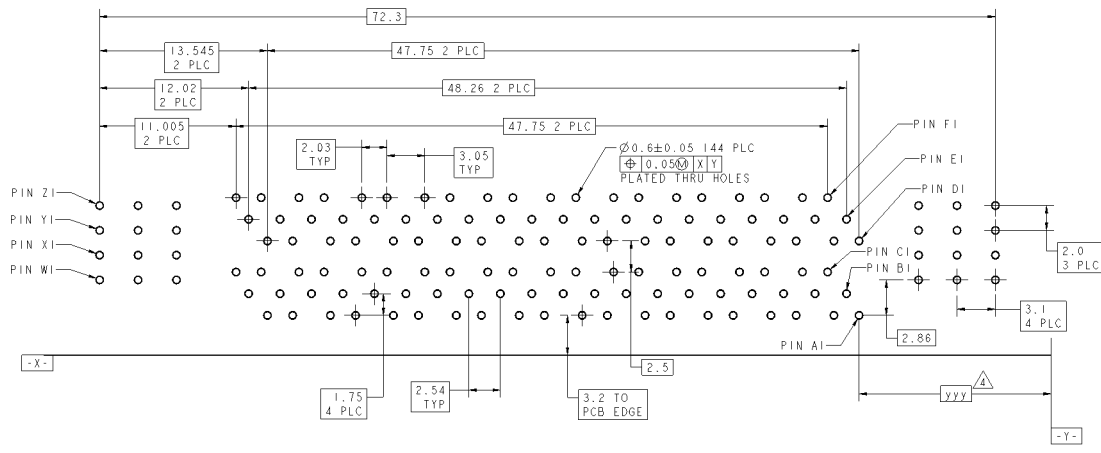 72.3
13.545
2 PLC
47.75 2 PLC
12.02
2 PLC
48.26 2 PLC
11.005
2 PLC
47.75 2 PLC
2.03
TYP
3.05
TYP
Ø0.6±0.05 144 PLC
⌖ 0.05Ⓜ X Y
PLATED THRU HOLES
PIN F1
PIN E1
PIN D1
PIN Z1
PIN Y1
PIN X1
PIN W1
PIN C1
PIN B1
PIN A1
2.0
3 PLC
3.1
4 PLC
2.86
2.5
-X-
1.75
4 PLC
2.54
TYP
3.2 TO
PCB EDGE
yyy
4
-Y-